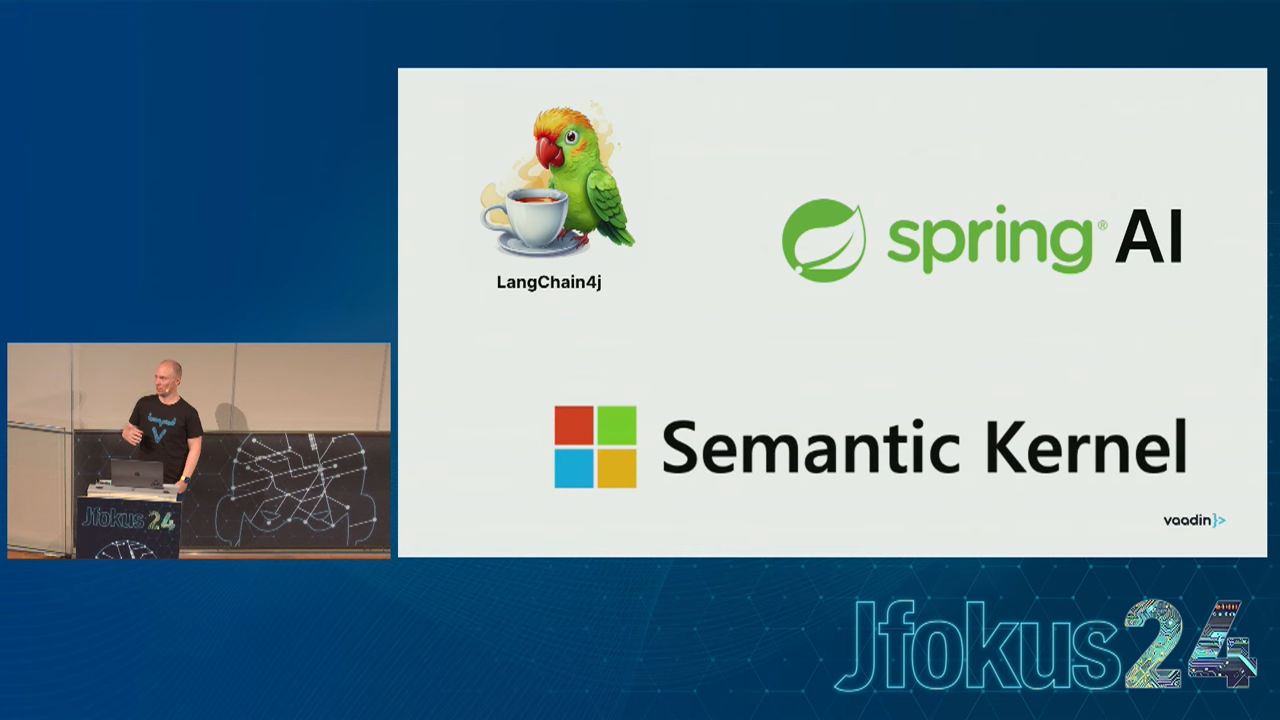 LangChain4j
spring® AI
Semantic Kernel
vaadin}>
Jfokus 24
Jfokus24